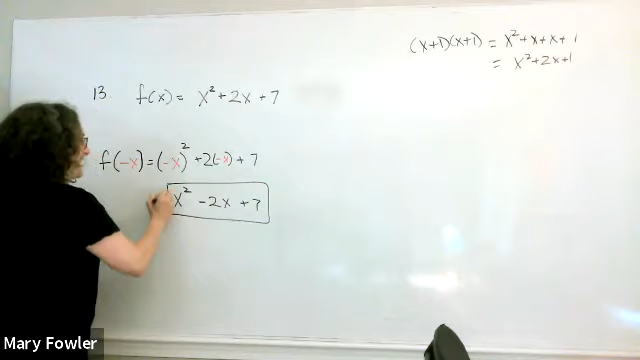 (x+1)(x+1) = x² + x + x + 1
= x² + 2x + 1
13. f(x) = x² + 2x + 7
f(-x) = (-x)² + 2(-x) + 7
x² - 2x + 7
Mary Fowler